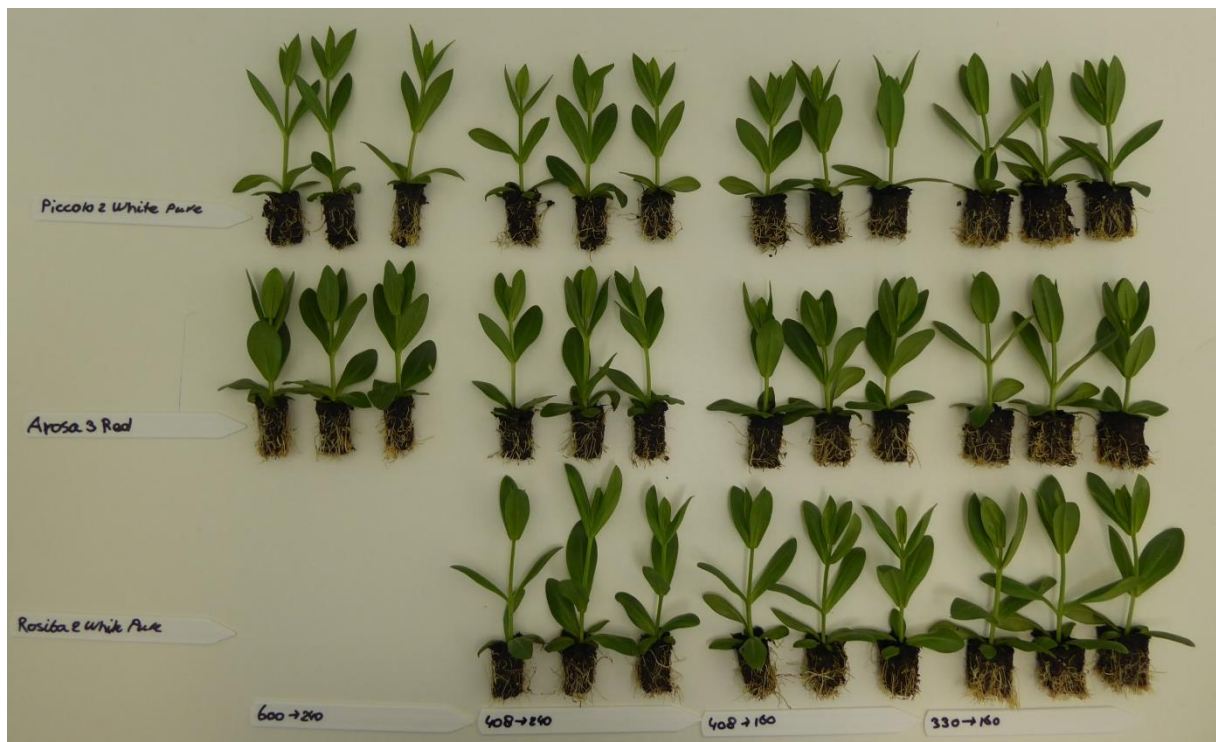 Piccolo 2 White Pure
Arosa 3 Red
Rosita 2 White Pure
600→240
408→240
408→160
330→160